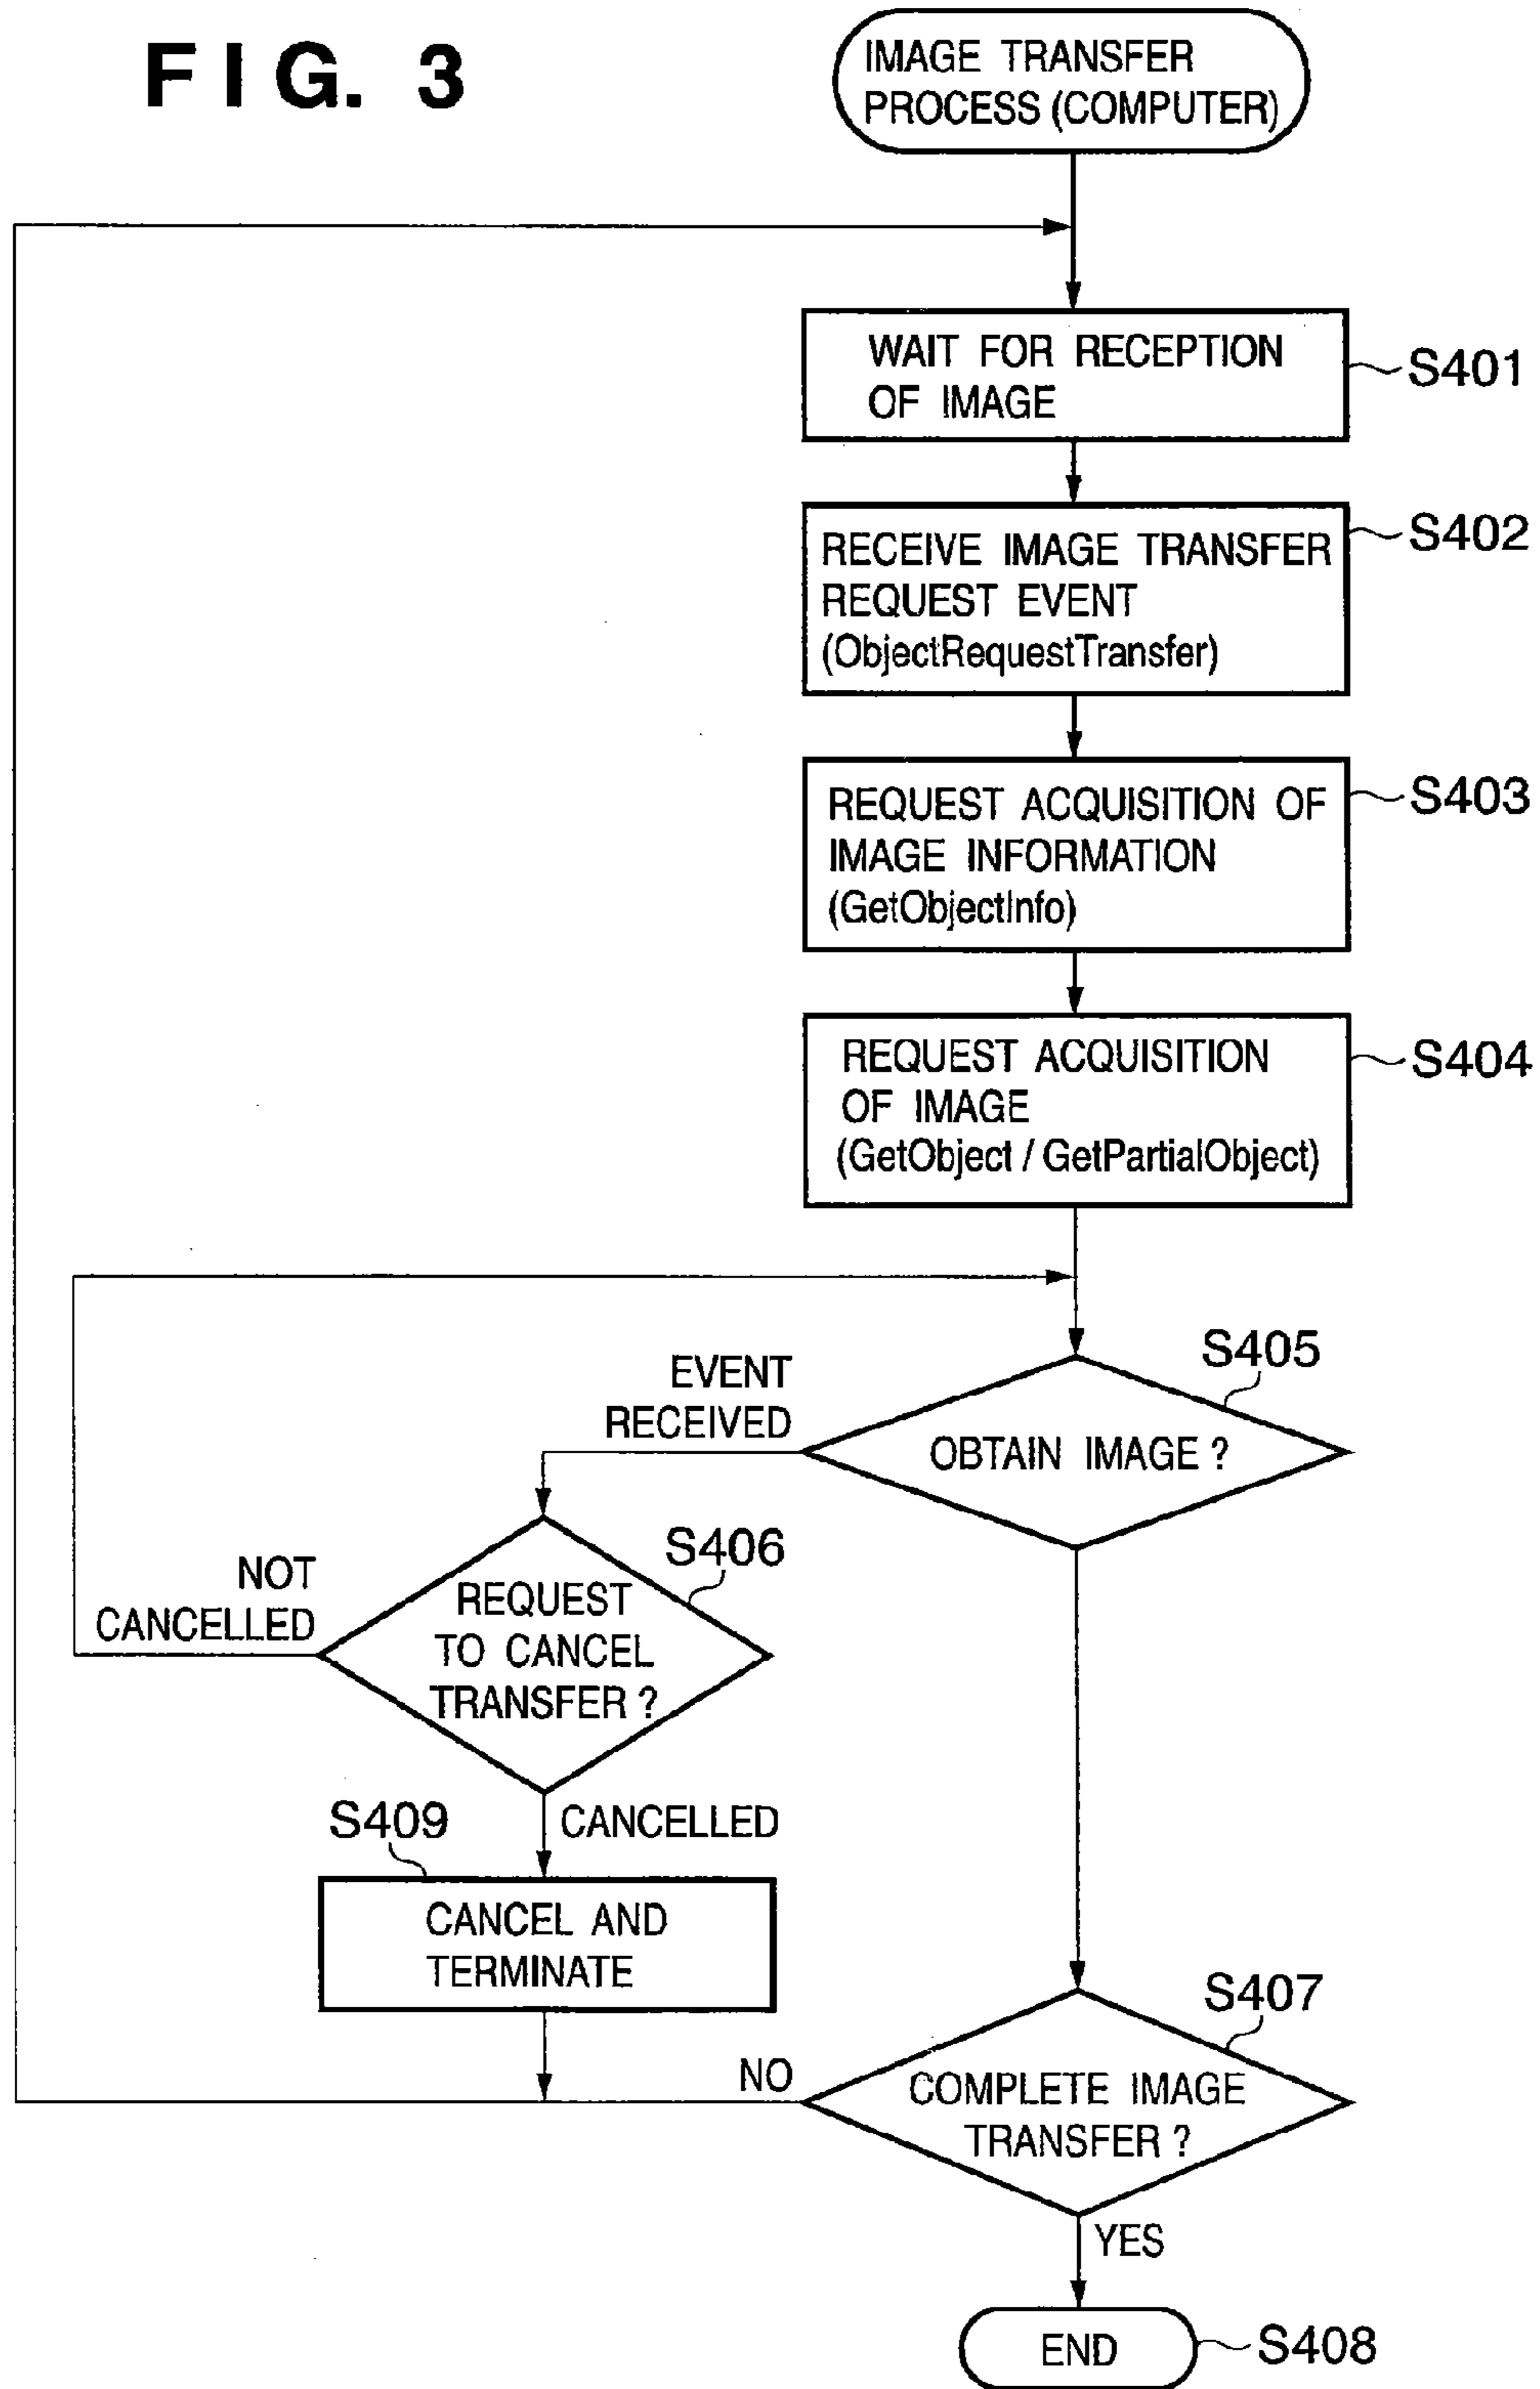 FIG. 3
IMAGE TRANSFER
PROCESS (COMPUTER)
WAIT FOR RECEPTION
OF IMAGE
S401
RECEIVE IMAGE TRANSFER
REQUEST EVENT
(ObjectRequestTransfer)
S402
REQUEST ACQUISITION OF
IMAGE INFORMATION
(GetObjectInfo)
S403
REQUEST ACQUISITION
OF IMAGE
(GetObject / GetPartialObject)
S404
S405
EVENT
RECEIVED
OBTAIN IMAGE ?
S406
NOT
CANCELLED
REQUEST
TO CANCEL
TRANSFER ?
S409
CANCELLED
CANCEL AND
TERMINATE
S407
NO
COMPLETE IMAGE
TRANSFER ?
YES
END
S408